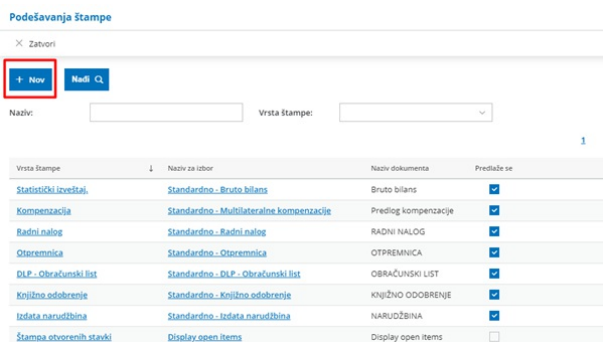 Podešavanja štampe
× Zatvori
+ Nov Nađi
Naziv: Vrsta štampe:
1
Vrsta štampe ↓ Naziv za izbor Naziv dokumenta Predlaže se
Statistički izveštaj. Standardno - Bruto bilans Bruto bilans
Kompenzacija Standardno - Multilateralne kompenzacije Predlog kompenzacije
Radni nalog Standardno - Radni nalog RADNI NALOG
Otpremnica Standardno - Otpremnica OTPREMNICA
DLP - Obračunski list Standardno - DLP - Obračunski list OBRAČUNSKI LIST
Knjižno odobrenje Standardno - Knjižno odobrenje KNJIŽNO ODOBRENJE
Izdata narudžbina Standardno - Izdata narudžbina NARUDŽBINA
Štampa otvorenih stavki Display open items Display open items